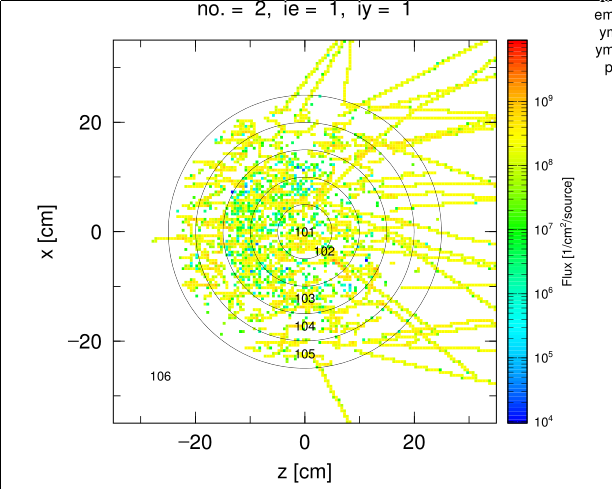 no. = 2, ie = 1, iy = 1
em
ym
ym
p
20
0
−20
x [cm]
101
102
103
104
105
106
−20 0 20
z [cm]
10⁹
10⁸
10⁷
10⁶
10⁵
10⁴
Flux [1/cm²/source]